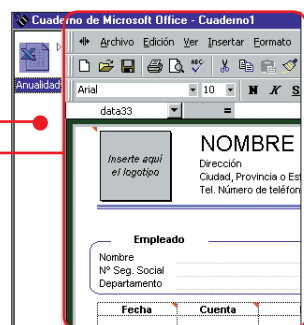 Cuaderno de Microsoft Office - Cuaderno1
Archivo Edición Ver Insertar Formato
Anualidad
Arial 10 N K S
data33 =
Inserte aquí
el logotipo
NOMBRE
Dirección
Ciudad, Provincia o Es
Tel. Número de teléfon
Empleado
Nombre
Nº Seg. Social
Departamento
Fecha Cuenta